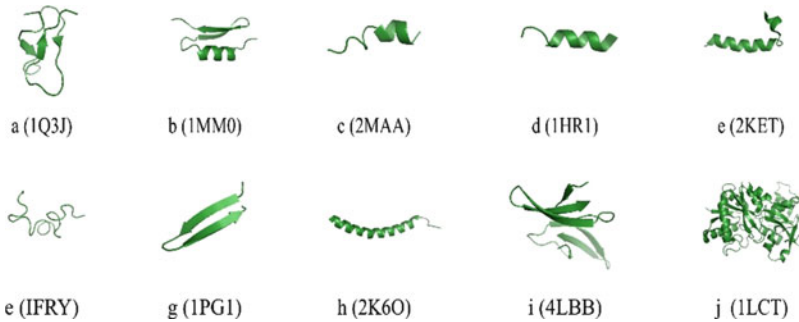 a (1Q3J) b (1MM0) c (2MAA) d (1HR1) e (2KET)
e (IFRY) g (1PG1) h (2K6O) i (4LBB) j (1LCT)